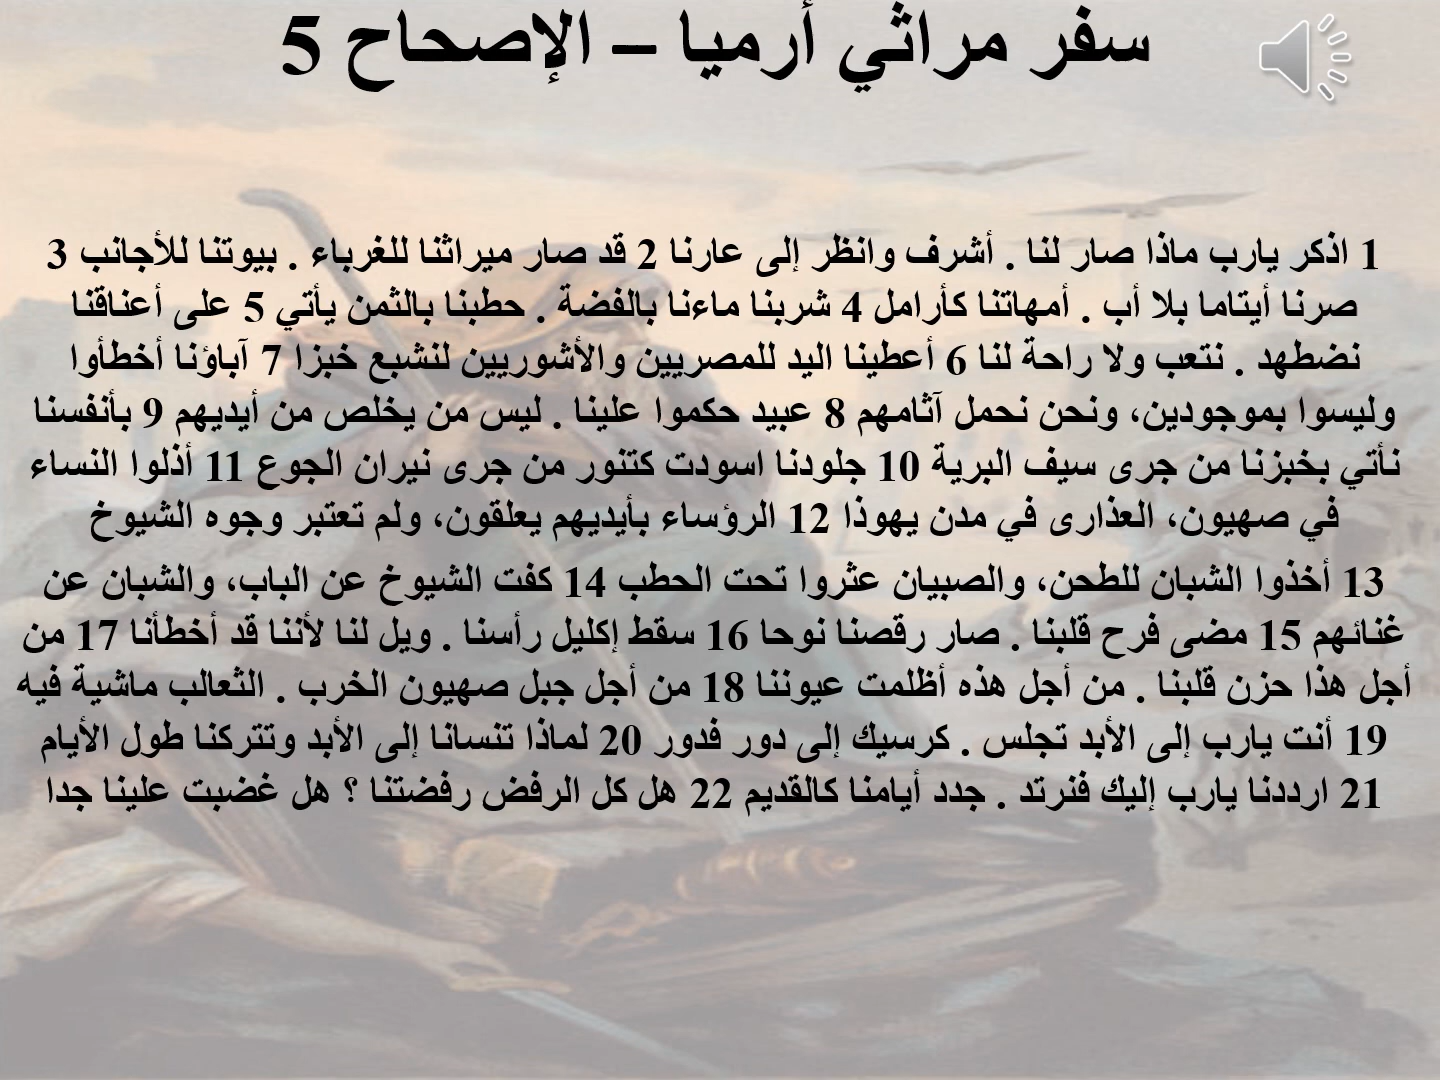 سفر مراثي أرميا – الإصحاح 5
1 اذكر يارب ماذا صار لنا . أشرف وانظر إلى عارنا 2 قد صار ميراثنا للغرباء . بيوتنا للأجانب 3
صرنا أيتاما بلا أب . أمهاتنا كأرامل 4 شربنا ماءنا بالفضة . حطبنا بالثمن يأتي 5 على أعناقنا
نضطهد . نتعب ولا راحة لنا 6 أعطينا اليد للمصريين والأشوريين لنشبع خبزا 7 آباؤنا أخطأوا
وليسوا بموجودين، ونحن نحمل آثامهم 8 عبيد حكموا علينا . ليس من يخلص من أيديهم 9 بأنفسنا
نأتي بخبزنا من جرى سيف البرية 10 جلودنا اسودت كتنور من جرى نيران الجوع 11 أذلوا النساء
في صهيون، العذارى في مدن يهوذا 12 الرؤساء بأيديهم يعلقون، ولم تعتبر وجوه الشيوخ
13 أخذوا الشبان للطحن، والصبيان عثروا تحت الحطب 14 كفت الشيوخ عن الباب، والشبان عن
غنائهم 15 مضى فرح قلبنا . صار رقصنا نوحا 16 سقط إكليل رأسنا . ويل لنا لأننا قد أخطأنا 17 من
أجل هذا حزن قلبنا . من أجل هذه أظلمت عيوننا 18 من أجل جبل صهيون الخرب . الثعالب ماشية فيه
19 أنت يارب إلى الأبد تجلس . كرسيك إلى دور فدور 20 لماذا تنسانا إلى الأبد وتتركنا طول الأيام
21 ارددنا يارب إليك فنرتد . جدد أيامنا كالقديم 22 هل كل الرفض رفضتنا ؟ هل غضبت علينا جدا